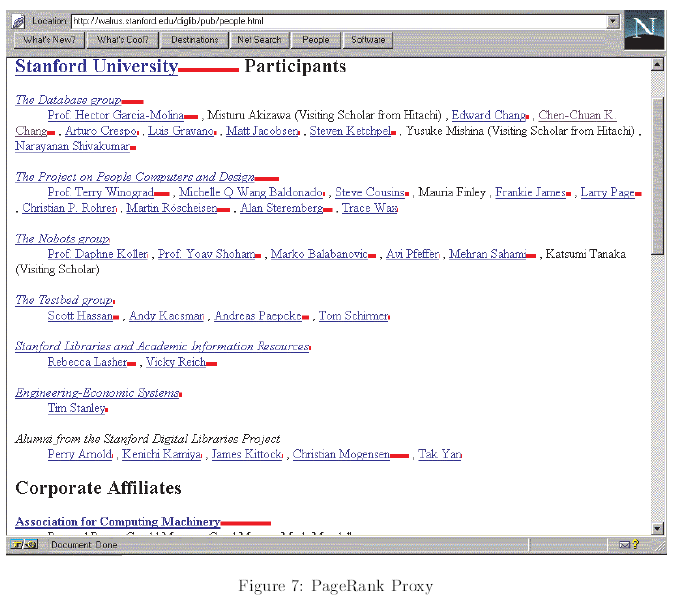 Location: http://walrus.stanford.edu/diglib/pub/people.html
N
What's New? What's Cool? Destinations Net Search People Software
Stanford University Participants
The Database group
Prof. Hector Garcia-Molina , Misturu Akizawa (Visiting Scholar from Hitachi) , Edward Chang , Chen-Chuan K.
Chang , Arturo Crespo , Luis Gravano , Matt Jacobsen , Steven Ketchpel , Yusuke Mishina (Visiting Scholar from Hitachi) ,
Narayanan Shivakumar
The Project on People Computers and Design
Prof. Terry Winograd , Michelle Q Wang Baldonado , Steve Cousins , Mauria Finley , Frankie James , Larry Page
, Christian P. Rohrer , Martin Röscheisen , Alan Steremberg , Trace Wax
The Nobots group
Prof. Daphne Koller , Prof. Yoav Shoham , Marko Balabanovic , Avi Pfeffer , Mehran Sahami , Katsumi Tanaka
(Visiting Scholar)
The Testbed group
Scott Hassan , Andy Kacsmar , Andreas Paepcke , Tom Schirmer
Stanford Libraries and Academic Information Resources
Rebecca Lasher , Vicky Reich
Engineering-Economic Systems
Tim Stanley
Alumni from the Stanford Digital Libraries Project
Perry Arnold , Kenichi Kamiya , James Kittock , Christian Mogensen , Tak Yan
Corporate Affiliates
Association for Computing Machinery
Document: Done
Figure 7: PageRank Proxy